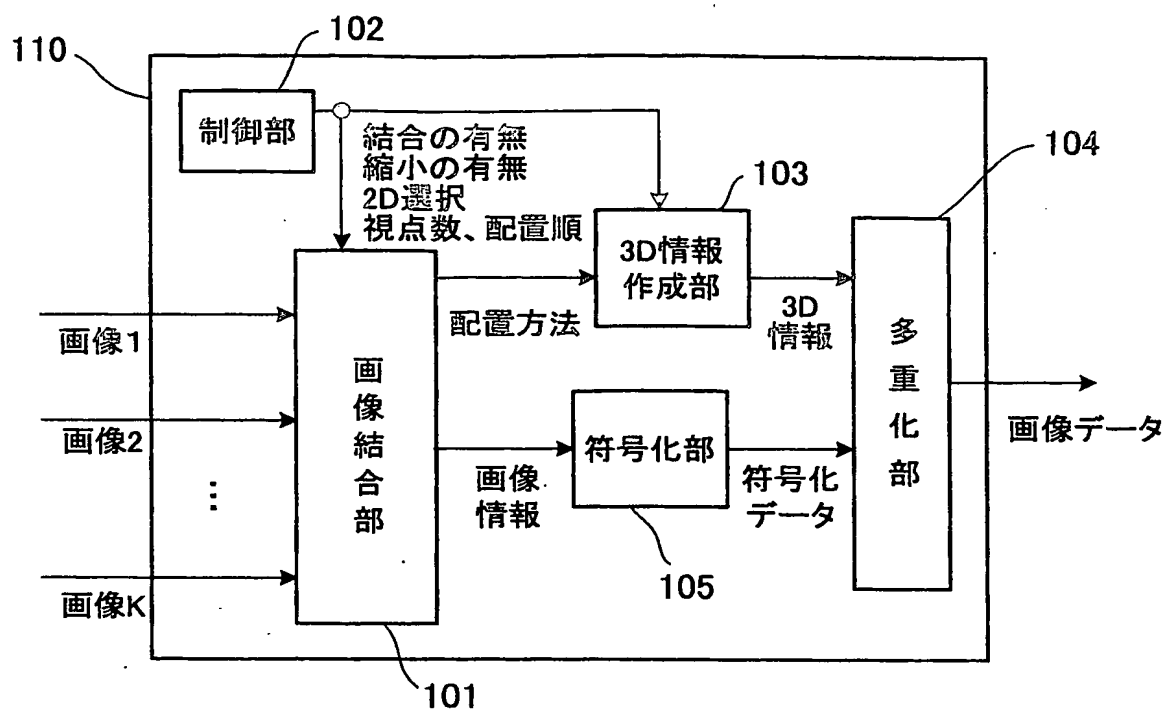 110
102
制御部
結合の有無
縮小の有無
2D選択
視点数、配置順
103
104
3D情報
作成部
配置方法
3D
情報
画像1
画像2
…
画像K
画
像
結
合
部
画像
情報
符号化部
符号化
データ
多
重
化
部
画像データ
105
101